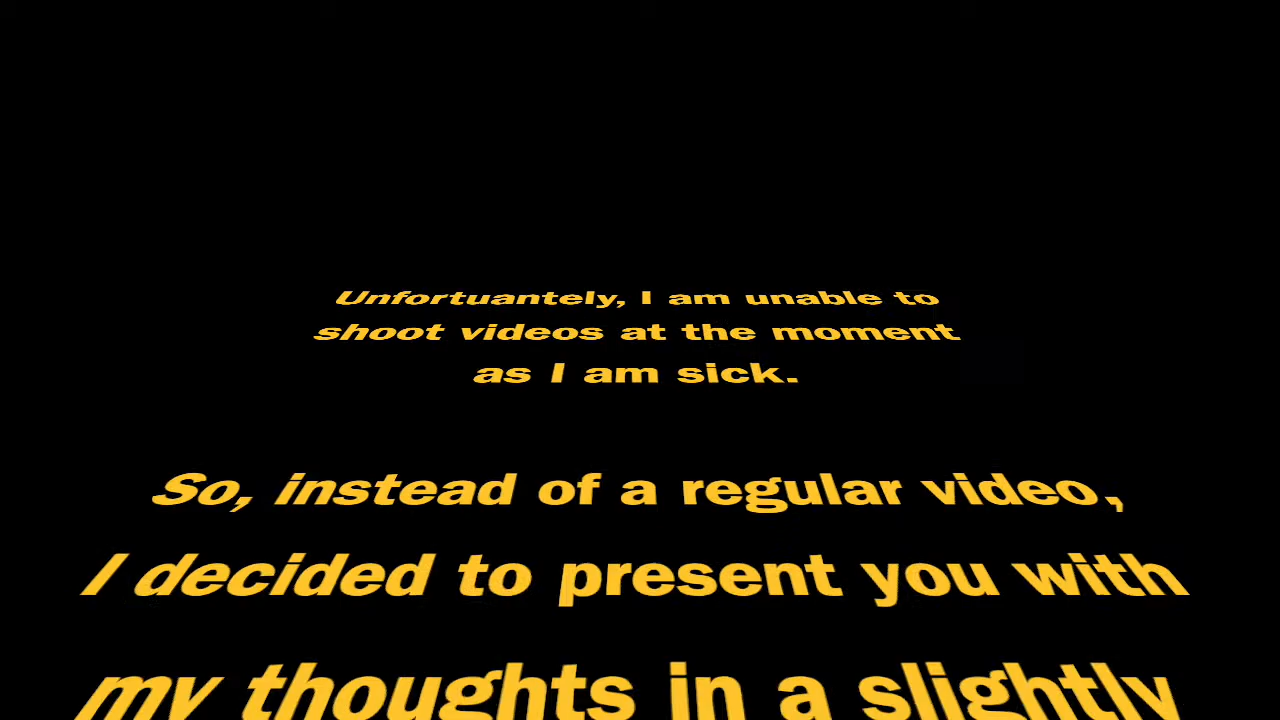 Unfortuantely, I am unable to
shoot videos at the moment
as I am sick.
So, instead of a regular video,
I decided to present you with
my thoughts in a slightly